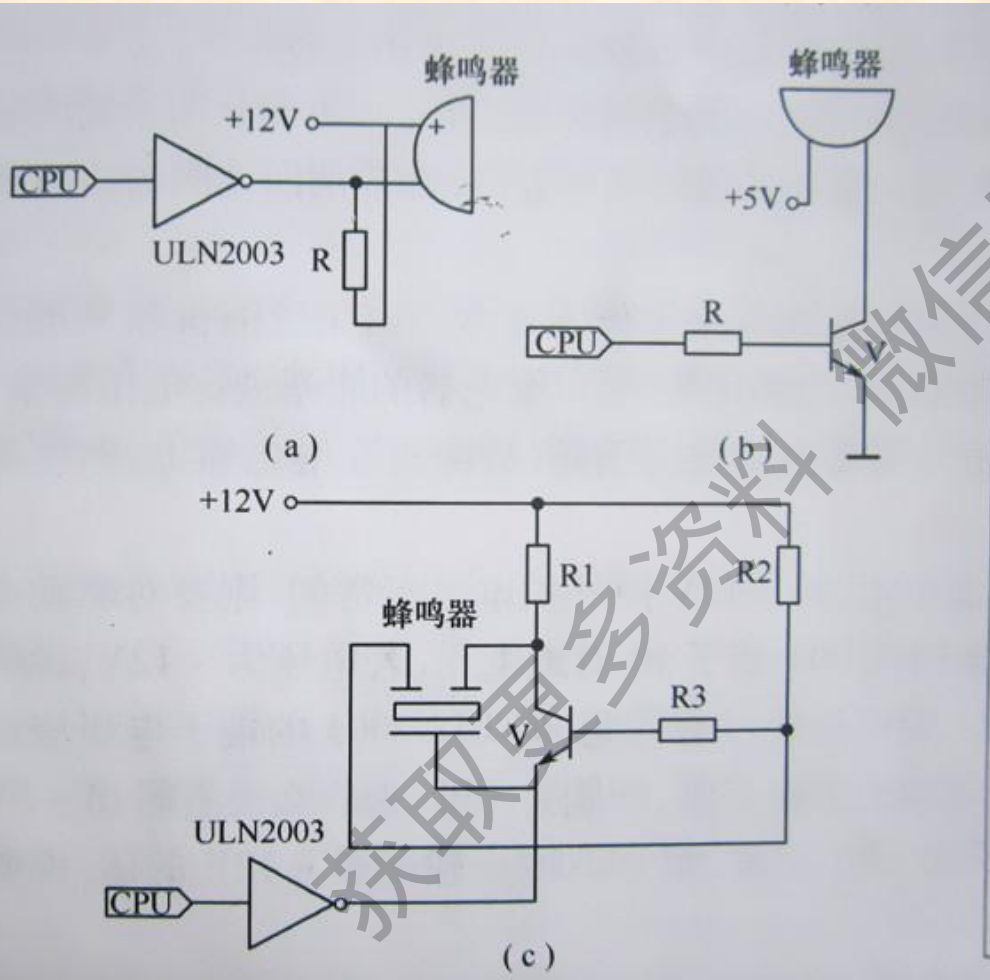 蜂鸣器
蜂鸣器
+12V
+
CPU
ULN2003
R
+5V
CPU
R
V
(a)
(b)
+12V
R1
R2
蜂鸣器
R3
V
ULN2003
CPU
(c)
获取更多资料 微信